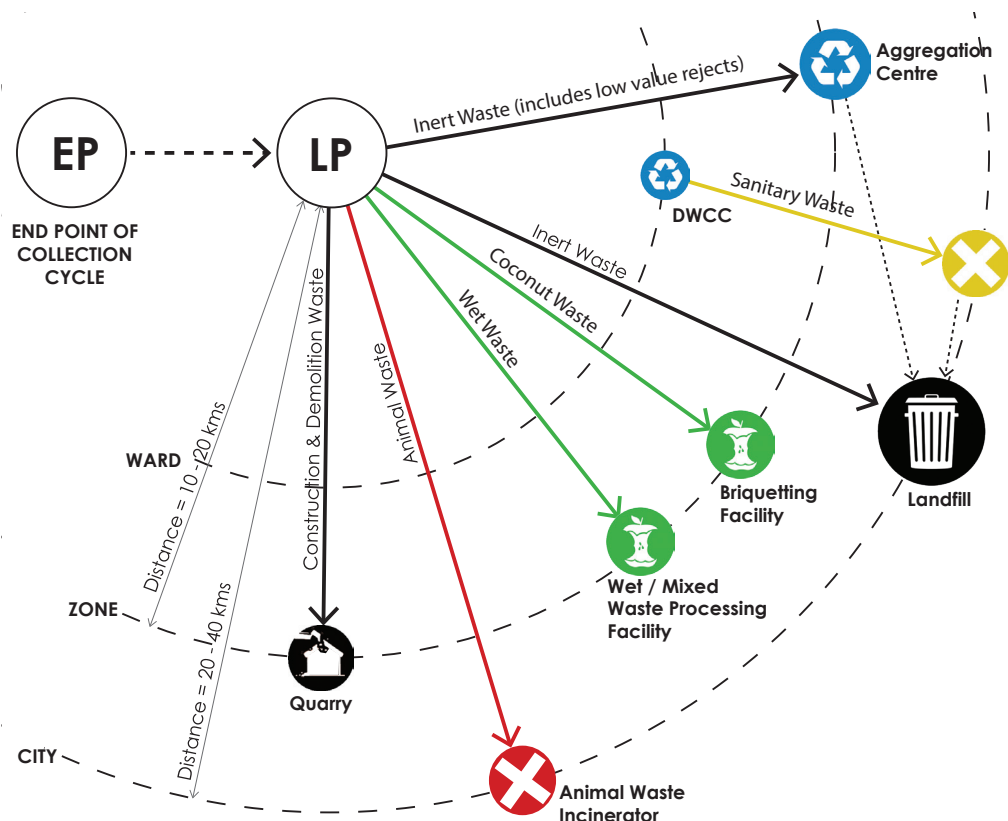 EP
END POINT OF
COLLECTION
CYCLE
LP
Inert Waste (includes low value rejects)
Aggregation
Centre
DWCC
Sanitary Waste
Inert Waste
Coconut Waste
Wet Waste
Animal Waste
Construction & Demolition Waste
Distance = 10 - 20 kms
Distance = 20 - 40 kms
WARD
ZONE
CITY
Landfill
Briquetting
Facility
Wet / Mixed
Waste Processing
Facility
Quarry
Animal Waste
Incinerator